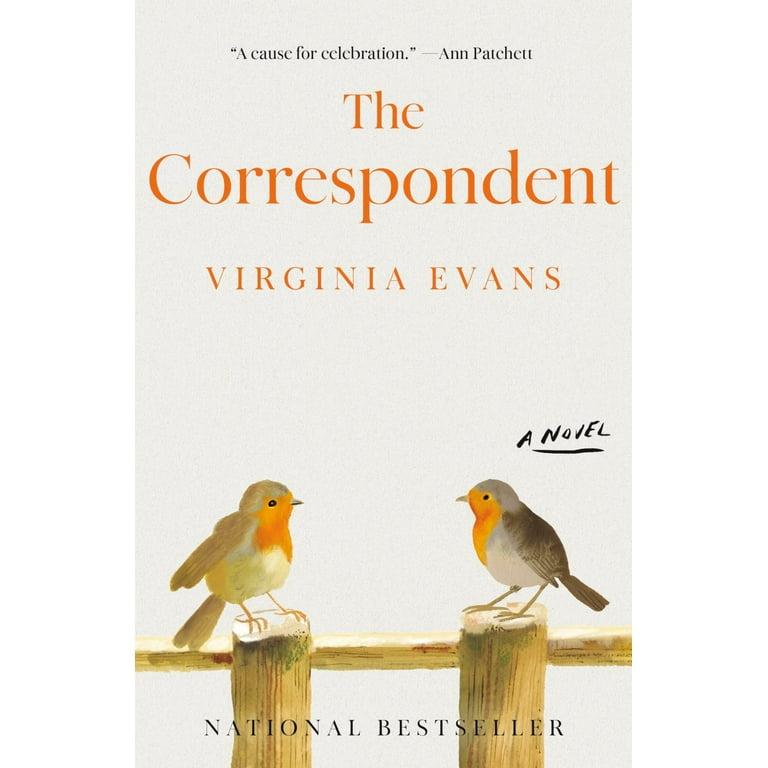 “A cause for celebration.” —Ann Patchett
The
Correspondent
VIRGINIA EVANS
A NOVEL
NATIONAL BESTSELLER